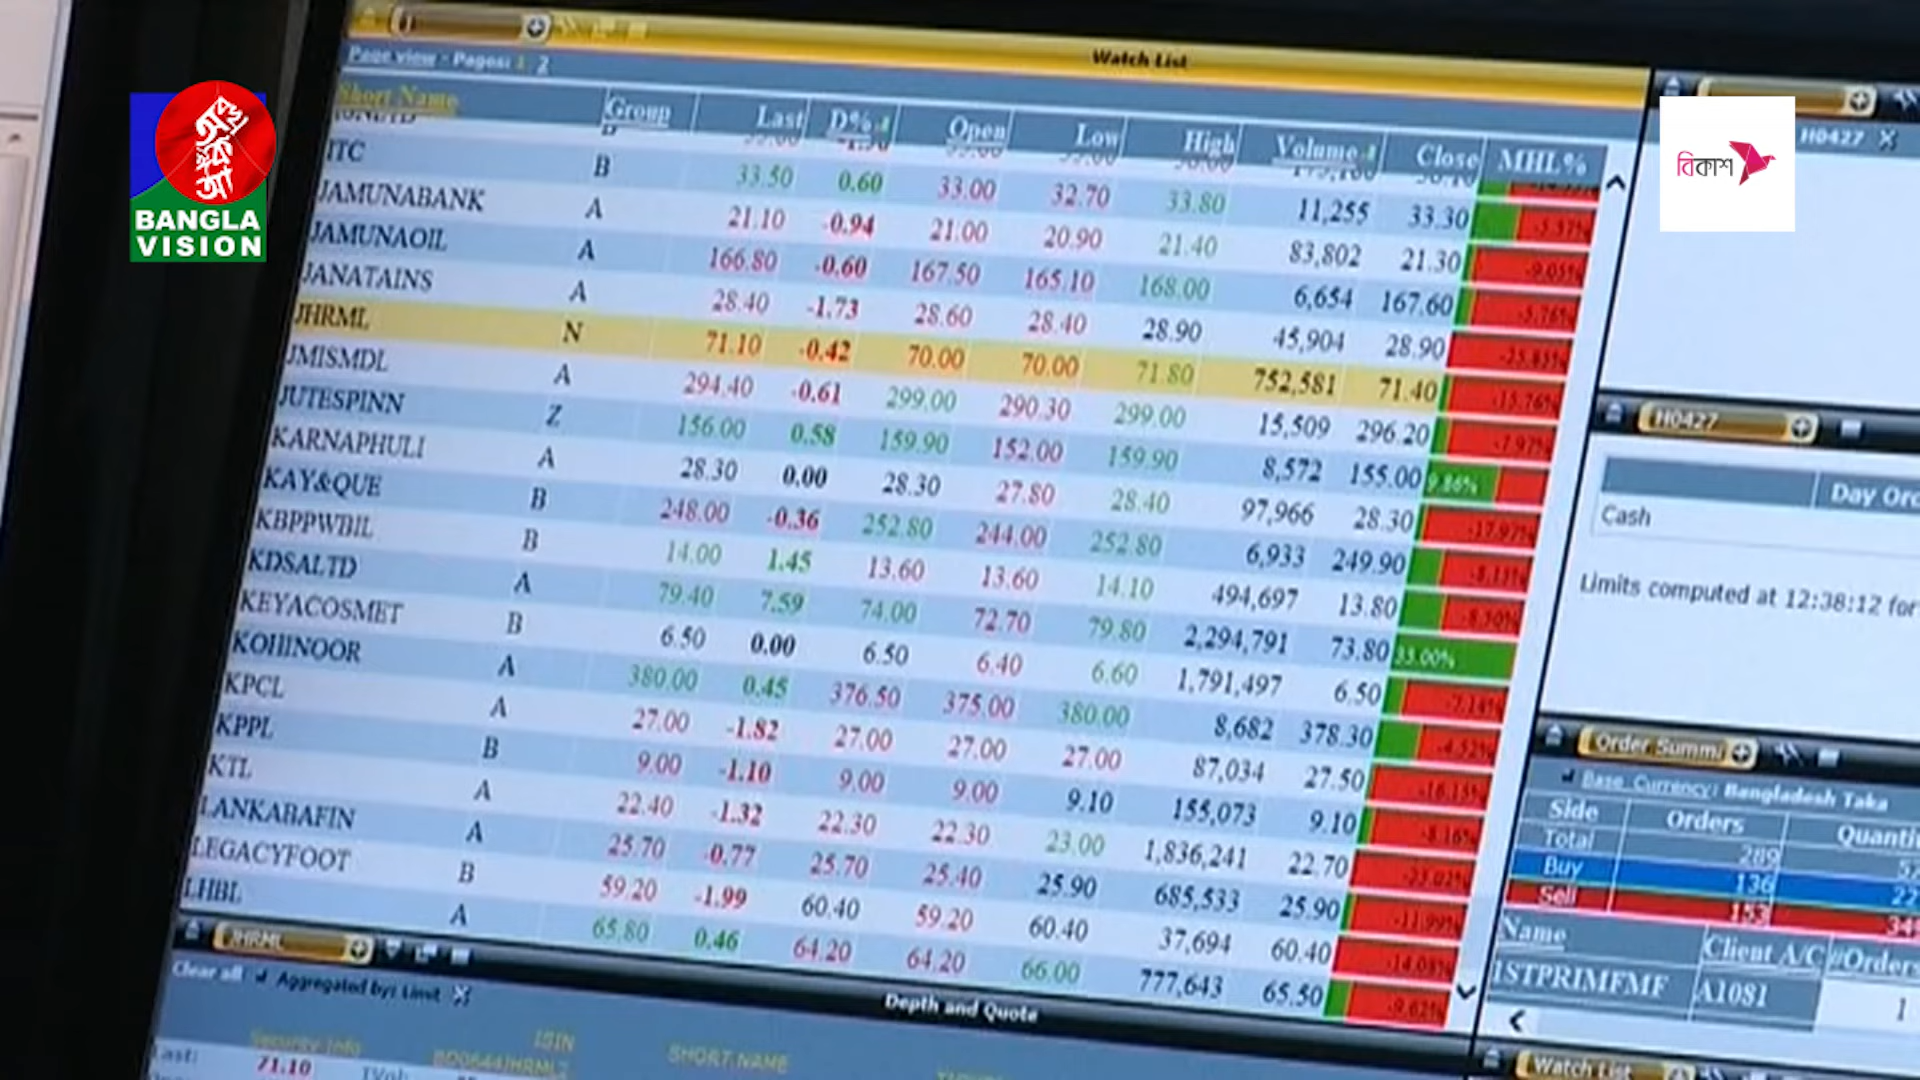 Watch List
Page view - Pages: 1 2
Short Name Group Last D% Open Low High Volume Close MHL%
ITC B 33.50 0.60 33.00 32.70 33.80 11,255 33.30
JAMUNABANK A 21.10 -0.94 21.00 20.90 21.40 83,802 21.30
JAMUNAOIL A 166.80 -0.60 167.50 165.10 168.00 6,654 167.60
JANATAINS A 28.40 -1.73 28.60 28.40 28.90 45,904 28.90
JHRML N 71.10 -0.42 70.00 70.00 71.80 752,581 71.40
JMISMDL A 294.40 -0.61 299.00 290.30 299.00 15,509 296.20
JUTESPINN Z 156.00 0.58 159.90 152.00 159.90 8,572 155.00
KARNAPHULI A 28.30 0.00 28.30 27.80 28.40 97,966 28.30
KAY&QUE B 248.00 -0.36 252.80 244.00 252.80 6,933 249.90
KBPPWBIL B 14.00 1.45 13.60 13.60 14.10 494,697 13.80
KDSALTD A 79.40 7.59 74.00 72.70 79.80 2,294,791 73.80
KEYACOSMET B 6.50 0.00 6.50 6.40 6.60 1,791,497 6.50
KOHINOOR A 380.00 0.45 376.50 375.00 380.00 8,682 378.30
KPCL A 27.00 -1.82 27.00 27.00 27.00 87,034 27.50
KPPL B 9.00 -1.10 9.00 9.00 9.10 155,073 9.10
KTL A 22.40 -1.32 22.30 22.30 23.00 1,836,241 22.70
LANKABAFIN A 25.70 -0.77 25.70 25.40 25.90 685,533 25.90
LEGACYFOOT B 59.20 -1.99 60.40 59.20 60.40 37,694 60.40
LHBL A 65.80 0.46 64.20 64.20 66.00 777,643 65.50
JHRML
Clear all Aggregated by: Limit
Depth and Quote
Security Info ISIN SHORT NAME
Last: 71.10
BANGLA
VISION
বিকাশ
H0427
H0427
Day Orc
Cash
Limits computed at 12:38:12 for
Order Summ
Base Currency: Bangladesh Taka
Side Orders Quanti
Total 289
Buy 136
Sell 153
Name Client A/C #Orders
1STPRIMFMF A1081 1
Watch List